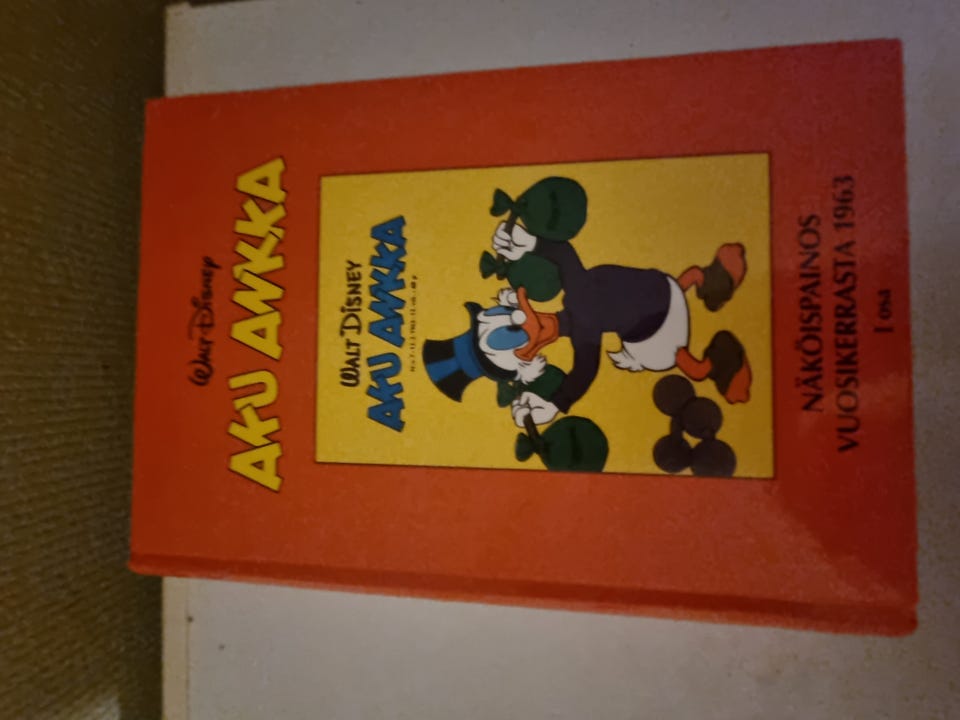 WALT DISNEY
AKU ANKKA
WALT DISNEY
AKU ANKKA
NÄKÖISPAINOS
VUOSIKERRASTA 1963
I OSA